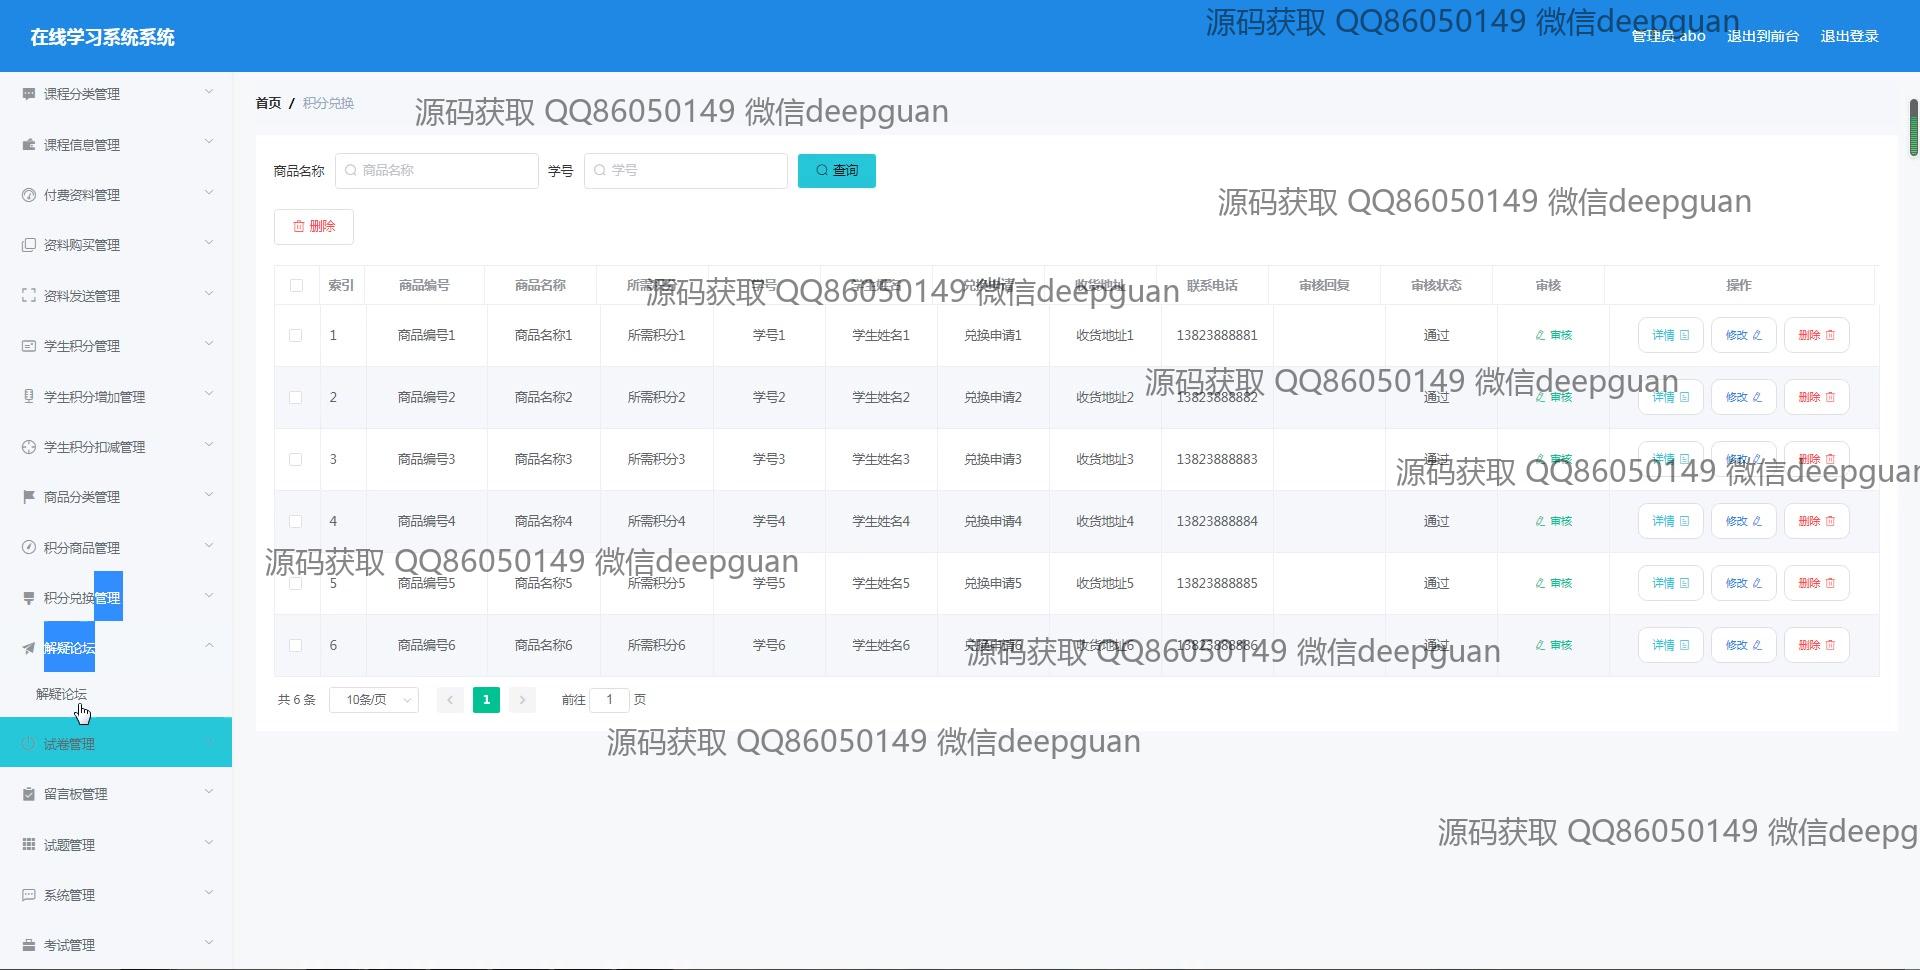 在线学习系统系统
源码获取 QQ86050149 微信deepguan
管理员 abo 退出到前台 退出登录
课程分类管理
课程信息管理
付费资料管理
资料购买管理
资料发送管理
学生积分管理
学生积分增加管理
学生积分扣减管理
商品分类管理
积分商品管理
积分兑换管理
解疑论坛
解疑论坛
试卷管理
留言板管理
试题管理
系统管理
考试管理
首页 / 积分兑换
源码获取 QQ86050149 微信deepguan
商品名称 商品名称 学号 学号 查询
源码获取 QQ86050149 微信deepguan
删除
索引 商品编号 商品名称 所需积分 学号 学生姓名 兑换申请 收货地址 联系电话 审核回复 审核状态 审核 操作
源码获取 QQ86050149 微信deepguan
1 商品编号1 商品名称1 所需积分1 学号1 学生姓名1 兑换申请1 收货地址1 13823888881 通过 审核 详情 修改 删除
源码获取 QQ86050149 微信deepguan
2 商品编号2 商品名称2 所需积分2 学号2 学生姓名2 兑换申请2 收货地址2 13823888882 通过 审核 详情 修改 删除
3 商品编号3 商品名称3 所需积分3 学号3 学生姓名3 兑换申请3 收货地址3 13823888883 通过 审核 详情 修改 删除
源码获取 QQ86050149 微信deepguan
4 商品编号4 商品名称4 所需积分4 学号4 学生姓名4 兑换申请4 收货地址4 13823888884 通过 审核 详情 修改 删除
源码获取 QQ86050149 微信deepguan
5 商品编号5 商品名称5 所需积分5 学号5 学生姓名5 兑换申请5 收货地址5 13823888885 通过 审核 详情 修改 删除
6 商品编号6 商品名称6 所需积分6 学号6 学生姓名6 兑换申请6 收货地址6 13823888886 通过 审核 详情 修改 删除
源码获取 QQ86050149 微信deepguan
共 6 条 10条/页 1 前往 1 页
源码获取 QQ86050149 微信deepguan
源码获取 QQ86050149 微信deepg